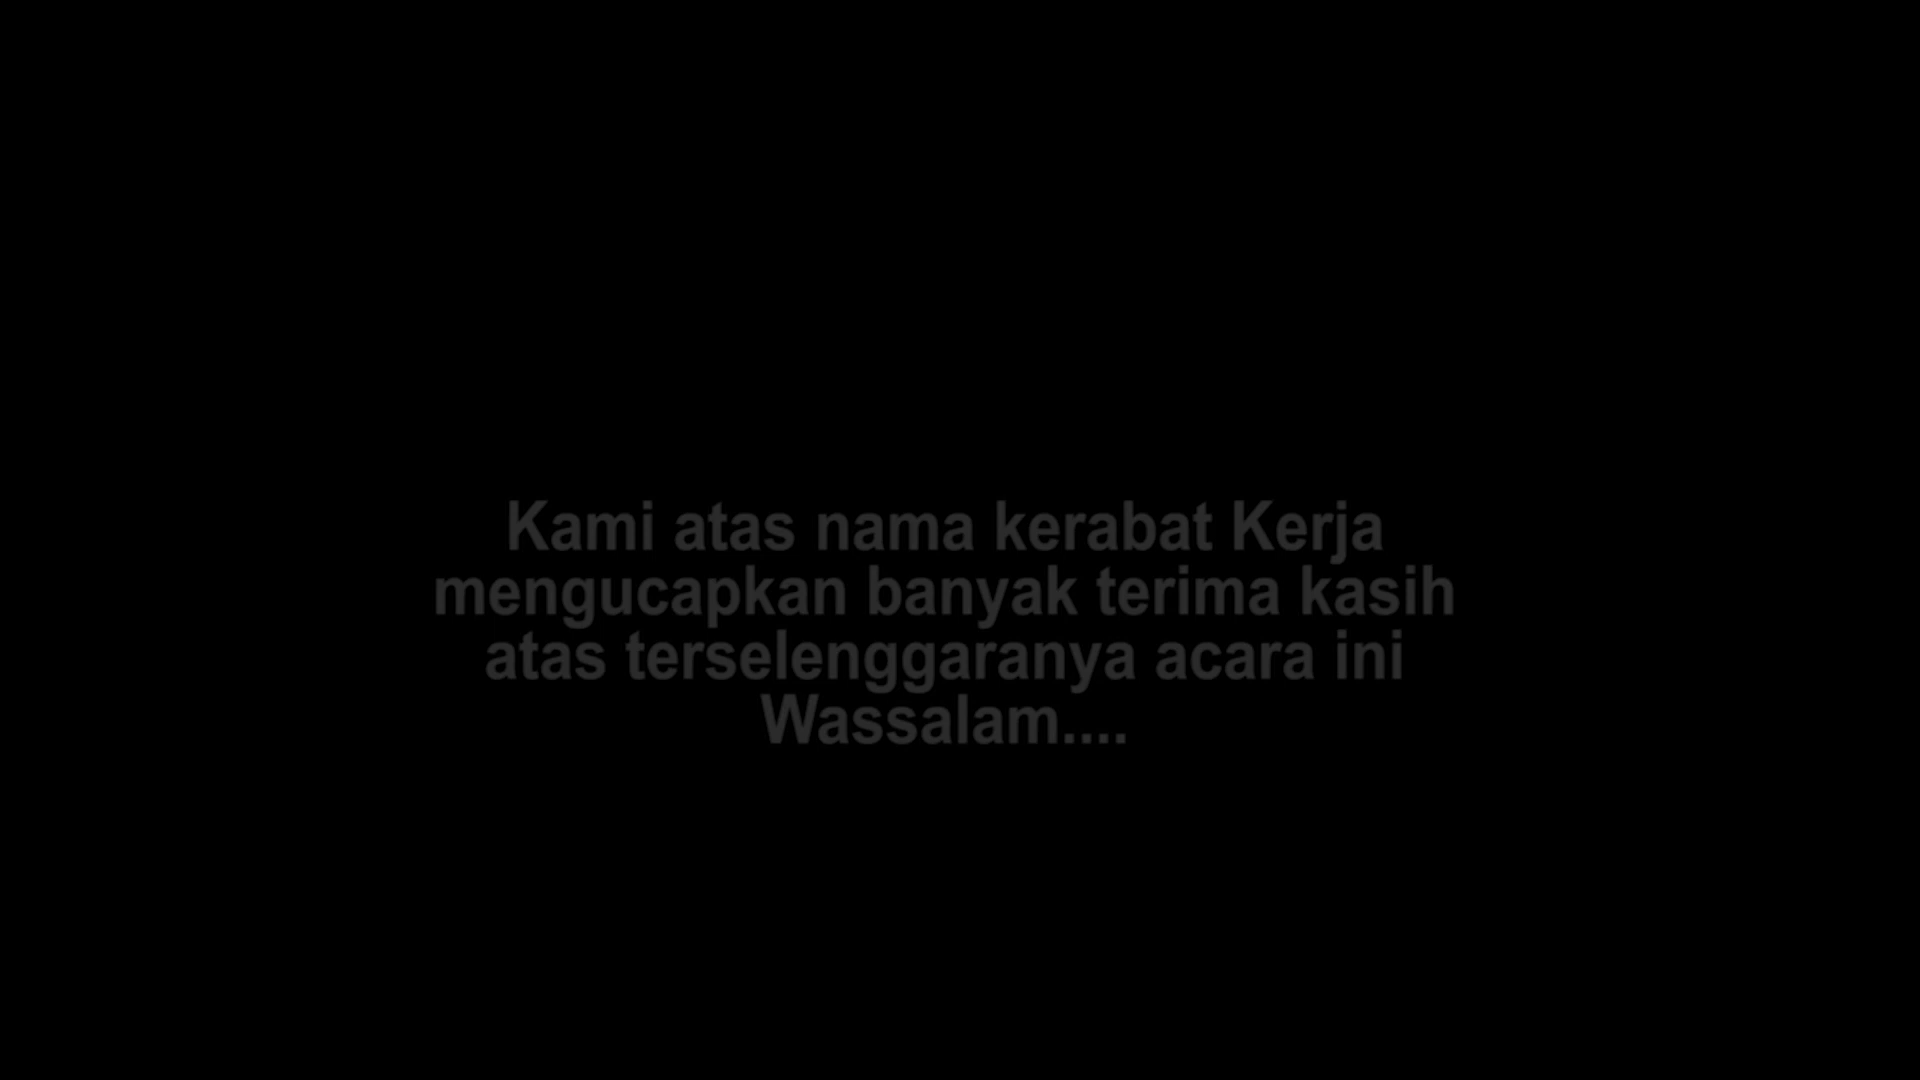 Kami atas nama kerabat Kerja
mengucapkan banyak terima kasih
atas terselenggaranya acara ini
Wassalam....